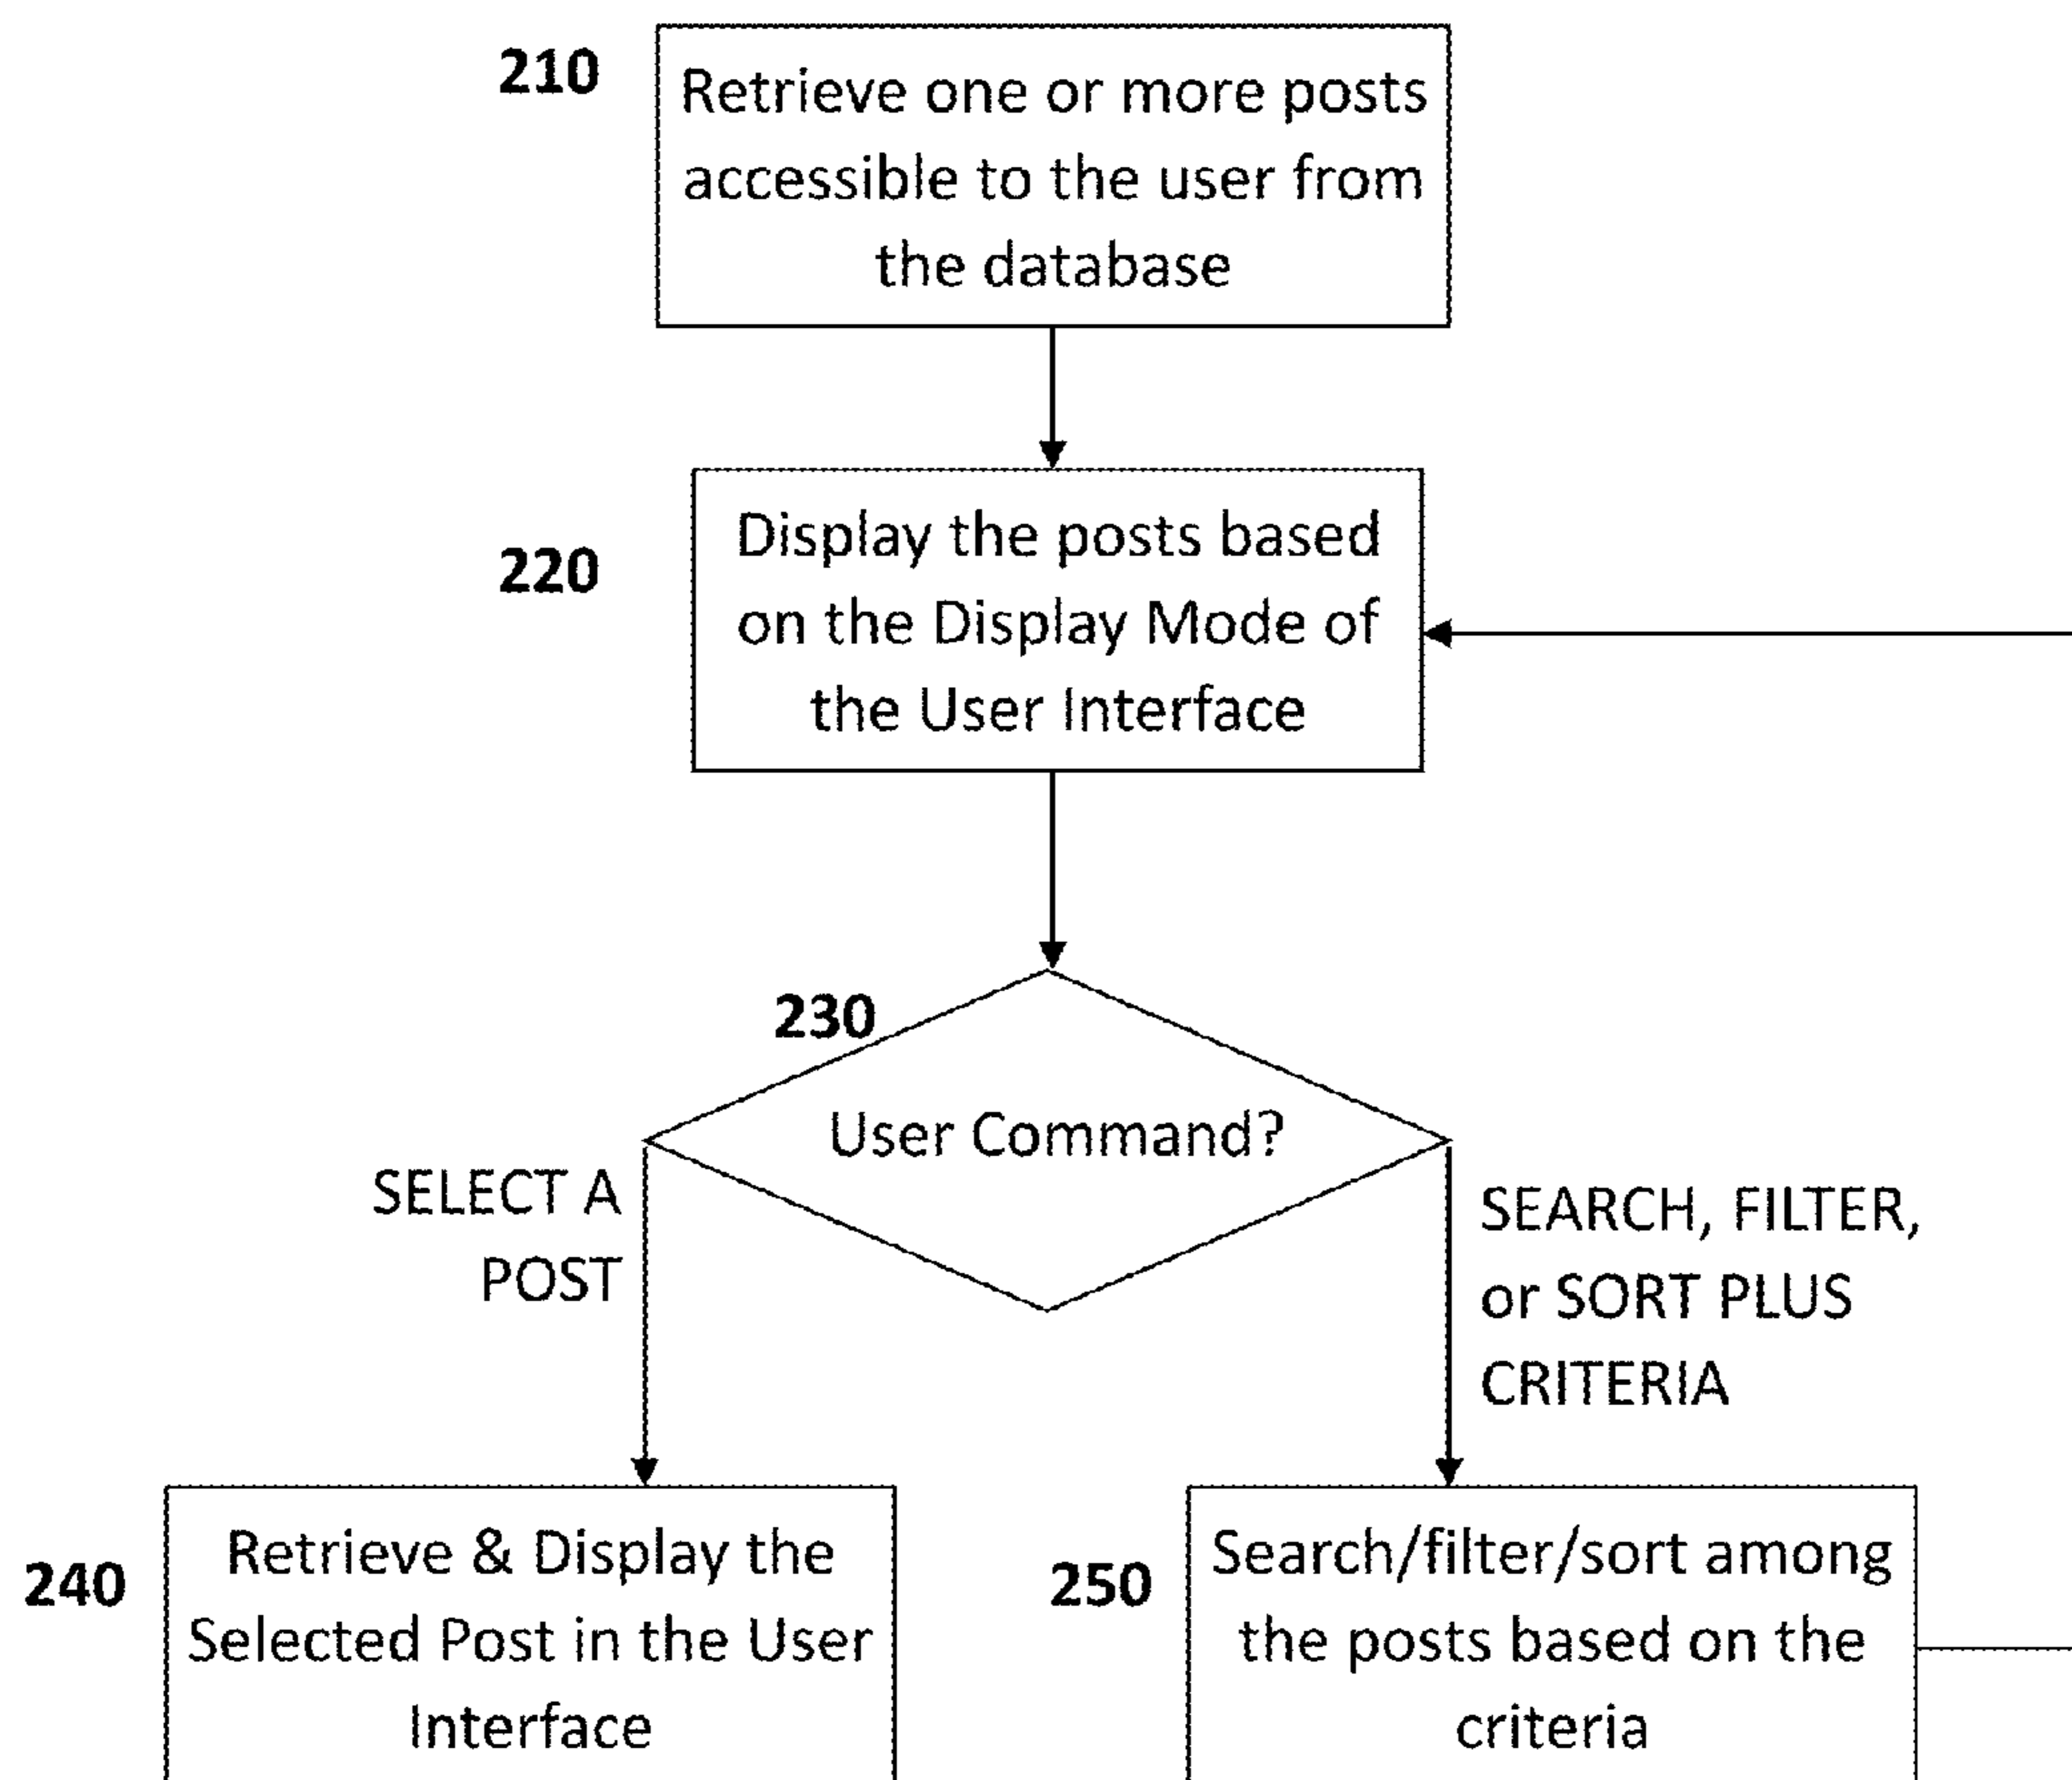 210
Retrieve one or more posts
accessible to the user from
the database
220
Display the posts based
on the Display Mode of
the User Interface
230
User Command?
SELECT A
POST
SEARCH, FILTER,
or SORT PLUS
CRITERIA
240
Retrieve & Display the
Selected Post in the User
Interface
250
Search/filter/sort among
the posts based on the
criteria